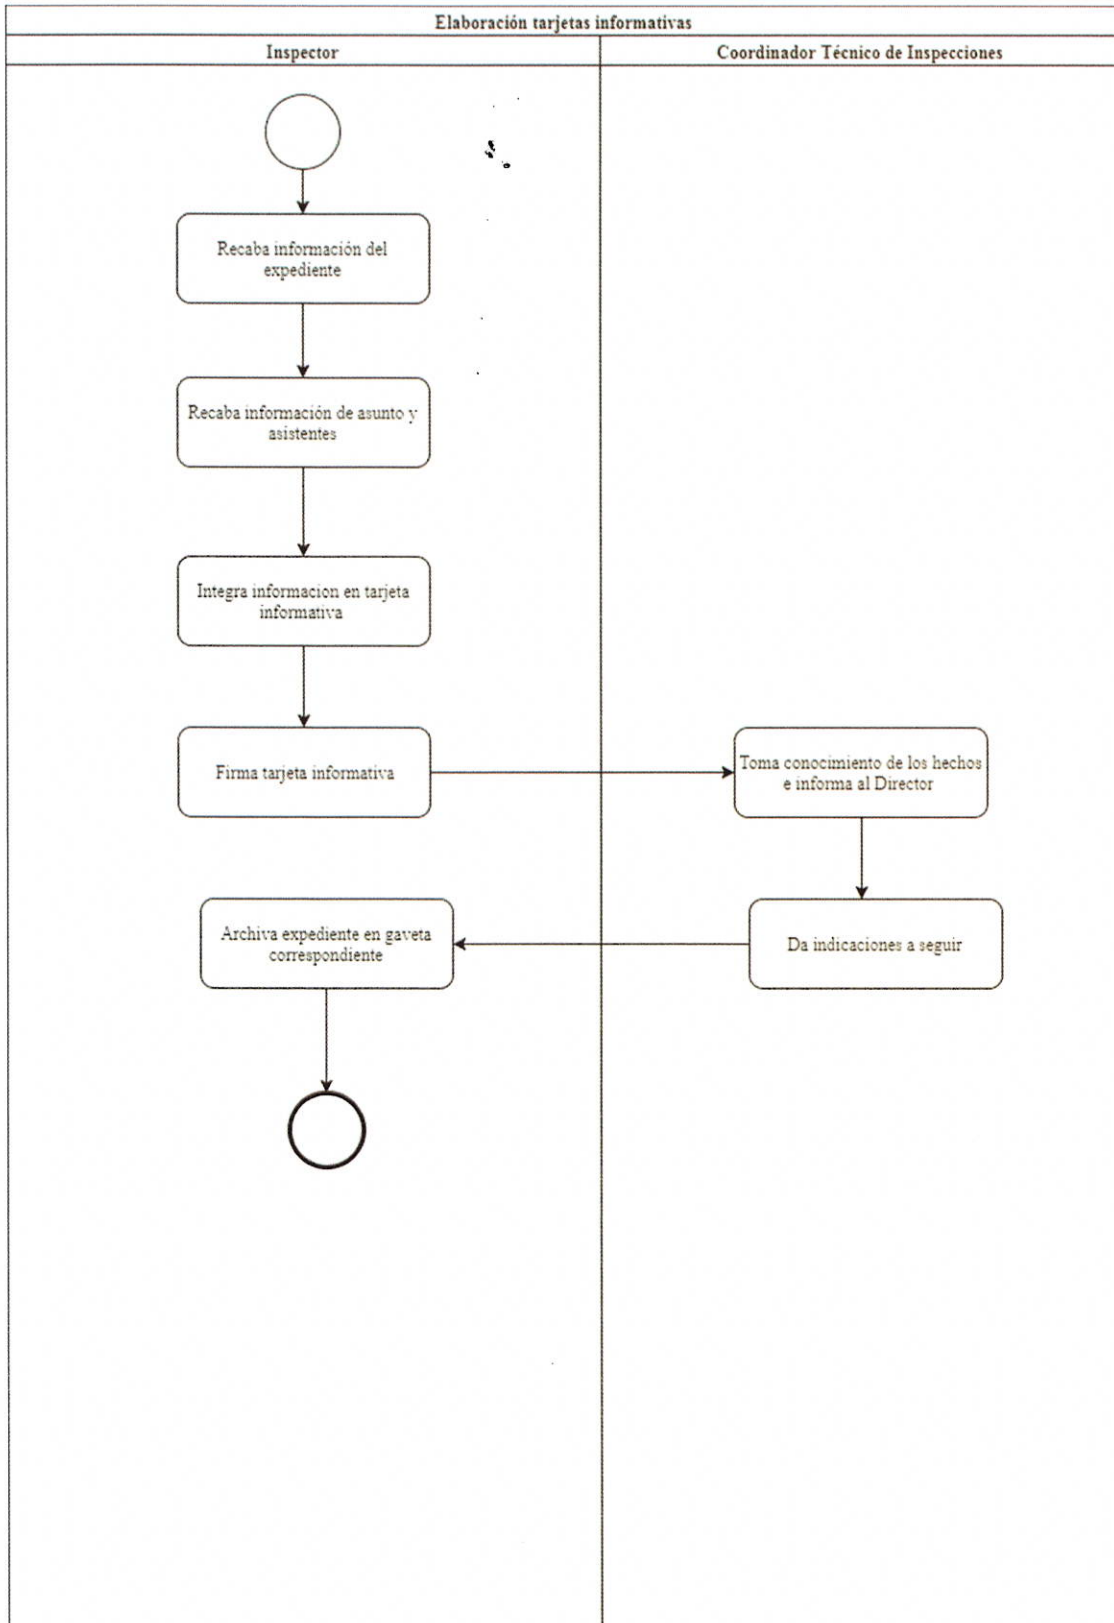 Elaboración tarjetas informativas
Inspector
Coordinador Técnico de Inspecciones
Recaba información del
expediente
Recaba información de asunto y
asistentes
Integra informacion en tarjeta
informativa
Firma tarjeta informativa
Toma conocimiento de los hechos
e informa al Director
Da indicaciones a seguir
Archiva expediente en gaveta
correspondiente